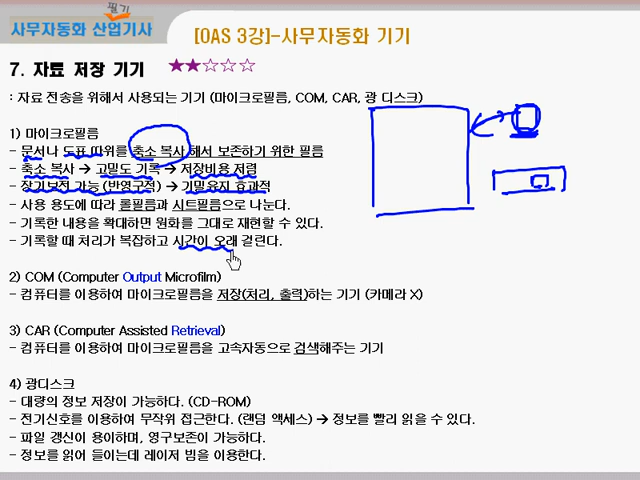 필기
사무자동화 산업기사
[OAS 3강]-사무자동화 기기
7. 자료 저장 기기 ★★☆☆☆
: 자료 전송을 위해서 사용되는 기기 (마이크로필름, COM, CAR, 광 디스크)
1) 마이크로필름
- 문서나 도표 따위를 축소 복사 해서 보존하기 위한 필름
- 축소 복사 → 고밀도 기록 → 저장비용 저렴
- 장기보전 가능 (반영구적) → 기밀유지 효과적
- 사용 용도에 따라 롤필름과 시트필름으로 나눈다.
- 기록한 내용을 확대하면 원화를 그대로 재현할 수 있다.
- 기록할 때 처리가 복잡하고 시간이 오래 걸린다.
2) COM (Computer Output Microfilm)
- 컴퓨터를 이용하여 마이크로필름을 저장(처리, 출력)하는 기기 (카메라 X)
3) CAR (Computer Assisted Retrieval)
- 컴퓨터를 이용하여 마이크로필름을 고속자동으로 검색해주는 기기
4) 광디스크
- 대량의 정보 저장이 가능하다. (CD-ROM)
- 전기신호를 이용하여 무작위 접근한다. (랜덤 액세스) → 정보를 빨리 읽을 수 있다.
- 파일 갱신이 용이하며, 영구보존이 가능하다.
- 정보를 읽어 들이는데 레이저 빔을 이용한다.